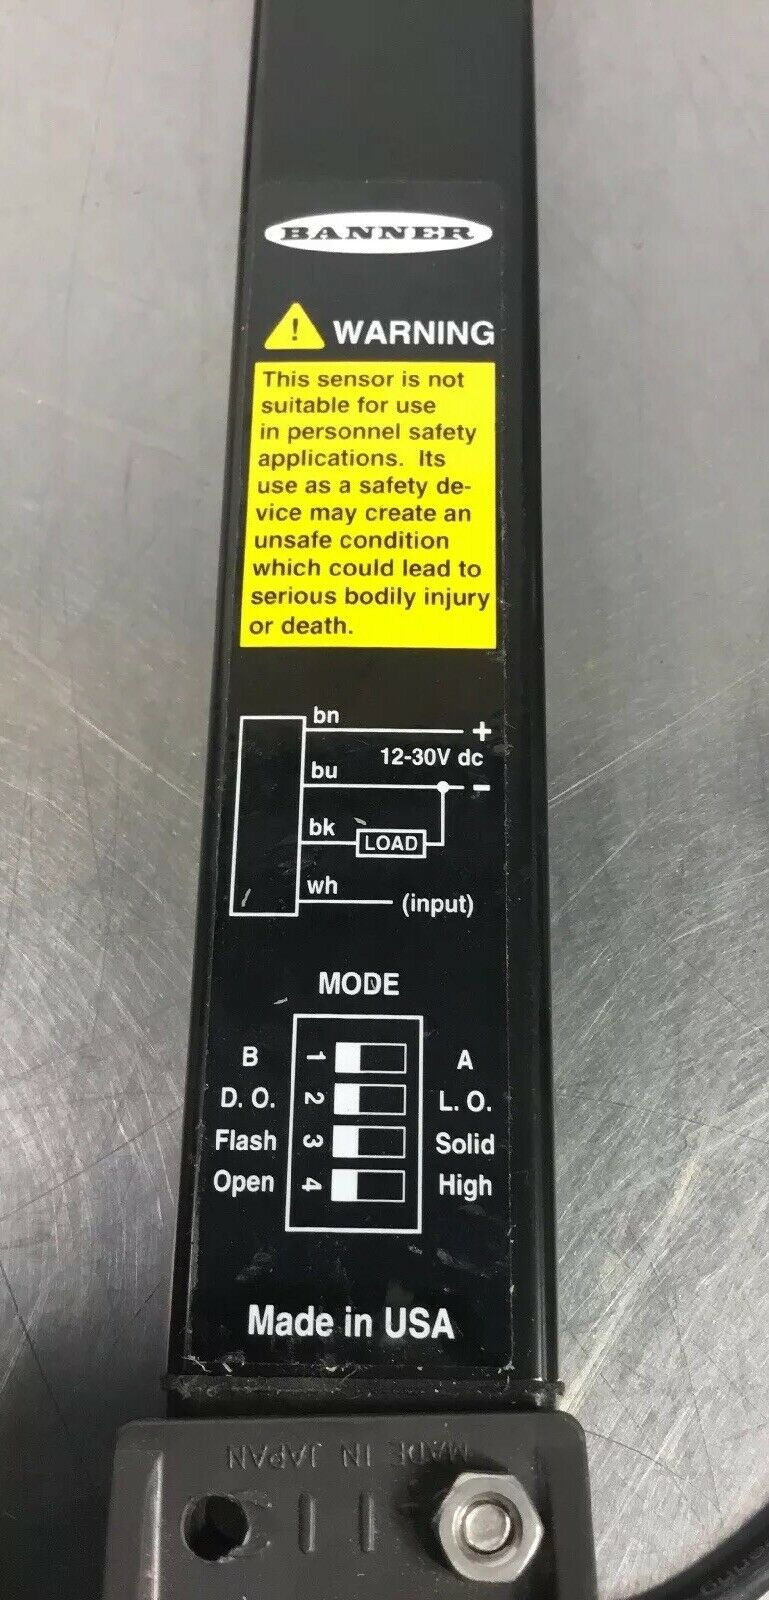 BANNER
! WARNING
This sensor is not
suitable for use
in personnel safety
applications. Its
use as a safety de-
vice may create an
unsafe condition
which could lead to
serious bodily injury
or death.
bn +
12-30V dc
bu -
bk LOAD
wh (input)
MODE
B 1 A
D. O. 2 L. O.
Flash 3 Solid
Open 4 High
Made in USA
MADE IN JAPAN